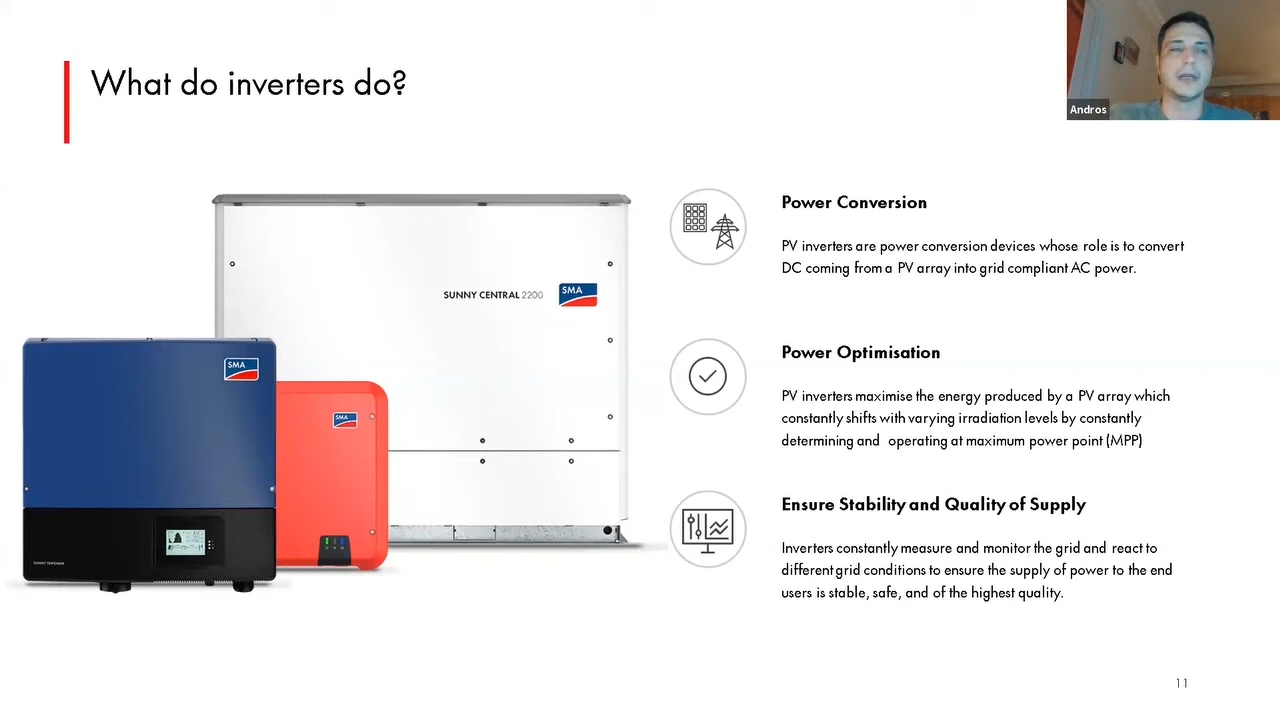 What do inverters do?
Andros
Power Conversion
PV inverters are power conversion devices whose role is to convert
DC coming from a PV array into grid compliant AC power.
SUNNY CENTRAL 2200
SMA
Power Optimisation
SMA
PV inverters maximise the energy produced by a PV array which
constantly shifts with varying irradiation levels by constantly
determining and operating at maximum power point (MPP)
SMA
Ensure Stability and Quality of Supply
Inverters constantly measure and monitor the grid and react to
different grid conditions to ensure the supply of power to the end
users is stable, safe, and of the highest quality.
SUNNY TRIPOWER
11